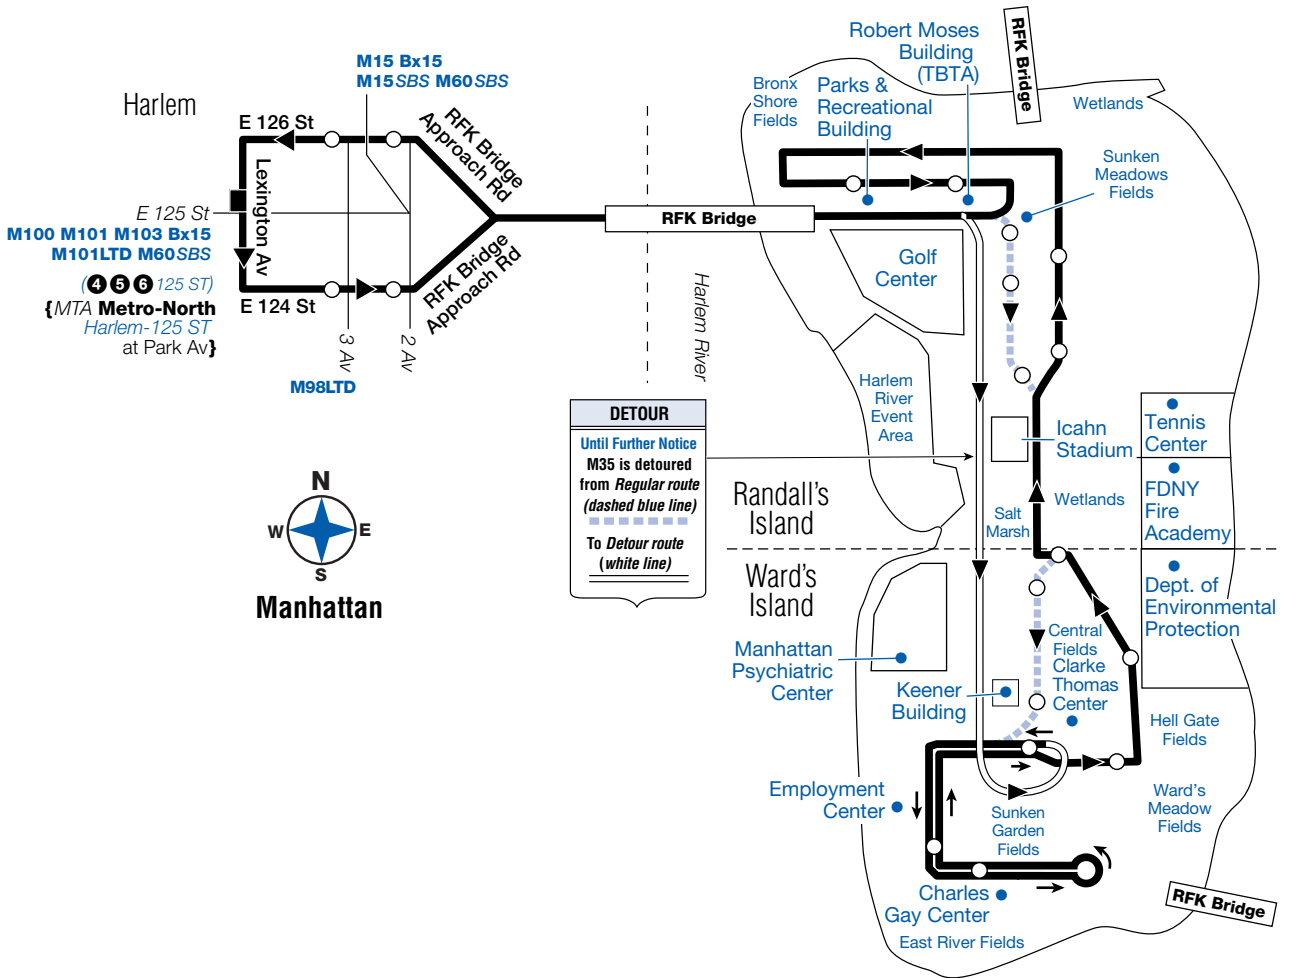 Harlem
M15 Bx15
M15SBS M60SBS
E 126 St
RFK Bridge
Approach Rd
Lexington Av
E 125 St
M100 M101 M103 Bx15
M101LTD M60SBS
(4 5 6 125 ST)
{MTA Metro-North
Harlem-125 ST
at Park Av}
E 124 St
RFK Bridge
Approach Rd
3 Av
2 Av
M98LTD
RFK Bridge
Harlem River
N
W
E
S
Manhattan
DETOUR
Until Further Notice
M35 is detoured
from Regular route
(dashed blue line)
To Detour route
(white line)
Robert Moses
Building
(TBTA)
RFK Bridge
Bronx
Shore
Fields
Parks &
Recreational
Building
Wetlands
Sunken
Meadows
Fields
Golf
Center
Harlem
River
Event
Area
Icahn
Stadium
Tennis
Center
Randall's
Island
Salt
Marsh
Wetlands
FDNY
Fire
Academy
Ward's
Island
Dept. of
Environmental
Protection
Manhattan
Psychiatric
Center
Central
Fields
Clarke
Thomas
Center
Keener
Building
Hell Gate
Fields
Employment
Center
Sunken
Garden
Fields
Ward's
Meadow
Fields
Charles
Gay Center
East River Fields
RFK Bridge